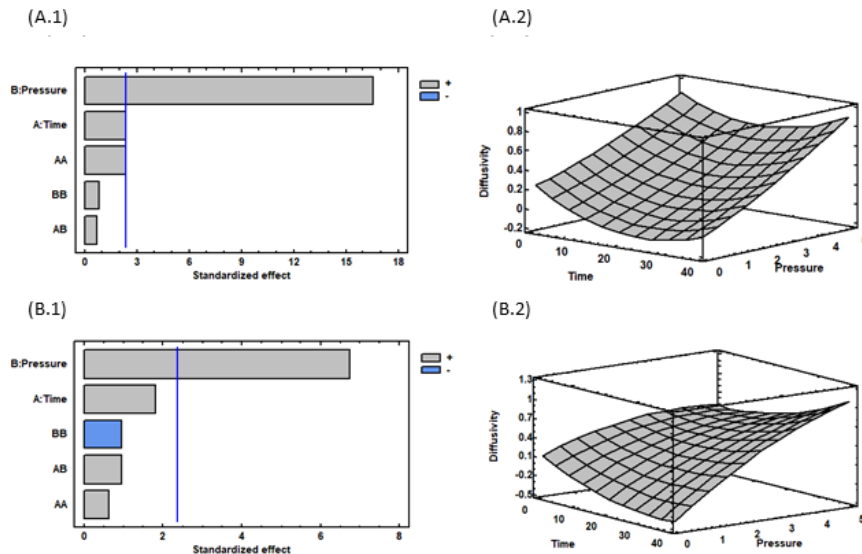 (A.1)
B:Pressure
A:Time
AA
BB
AB
0 3 6 9 12 15 18
Standardized effect
+
-
(A.2)
Diffusivity
1
0.8
0.6
0.4
0.2
0
-0.2
0 10 20 30 40
Time
0 1 2 3 4
Pressure
(B.1)
B:Pressure
A:Time
BB
AB
AA
0 2 4 6 8
Standardized effect
+
-
(B.2)
Diffusivity
1.3
1
0.7
0.4
0.1
-0.5
0 10 20 30 40
Time
0 1 2 3 4 5
Pressure